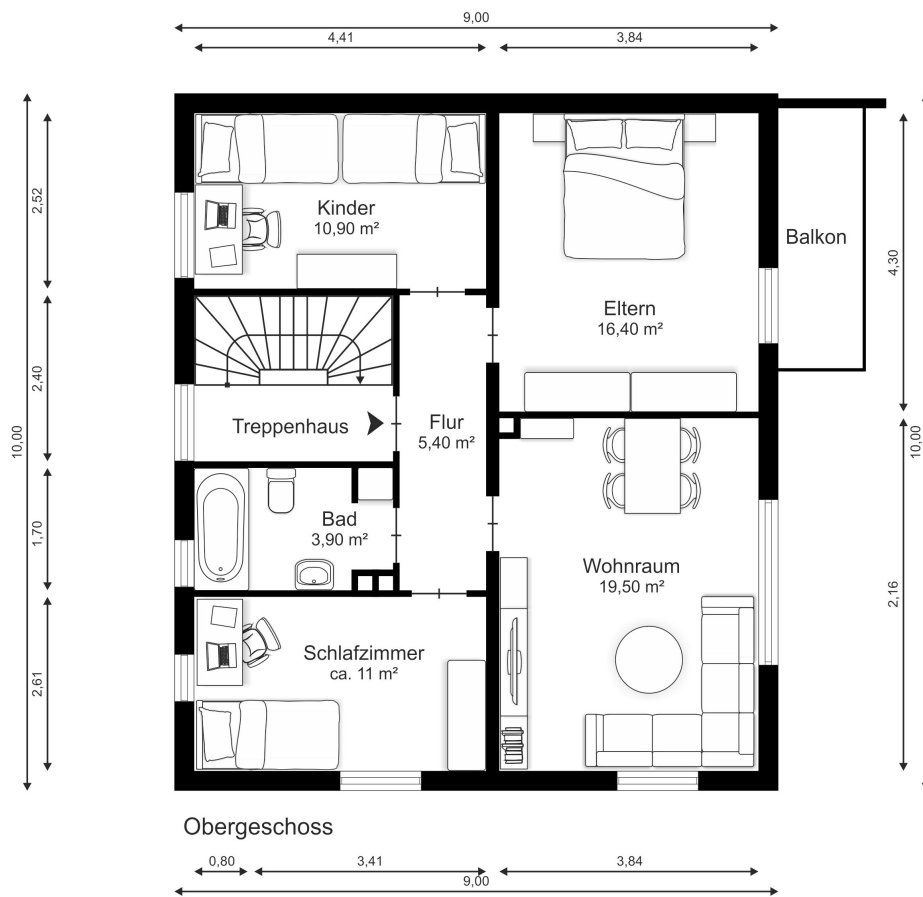 9,00
4,41
3,84
Kinder
10,90 m²
2,52
Balkon
4,30
Eltern
16,40 m²
2,40
10,00
10,00
Treppenhaus
Flur
5,40 m²
Bad
3,90 m²
1,70
Wohnraum
19,50 m²
2,16
Schlafzimmer
ca. 11 m²
2,61
Obergeschoss
0,80
3,41
3,84
9,00